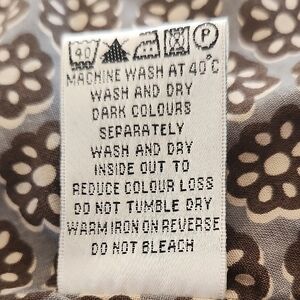 40 P
MACHINE WASH AT 40°C
WASH AND DRY
DARK COLOURS
SEPARATELY
WASH AND DRY
INSIDE OUT TO
REDUCE COLOUR LOSS
DO NOT TUMBLE DRY
WARM IRON ON REVERSE
DO NOT BLEACH